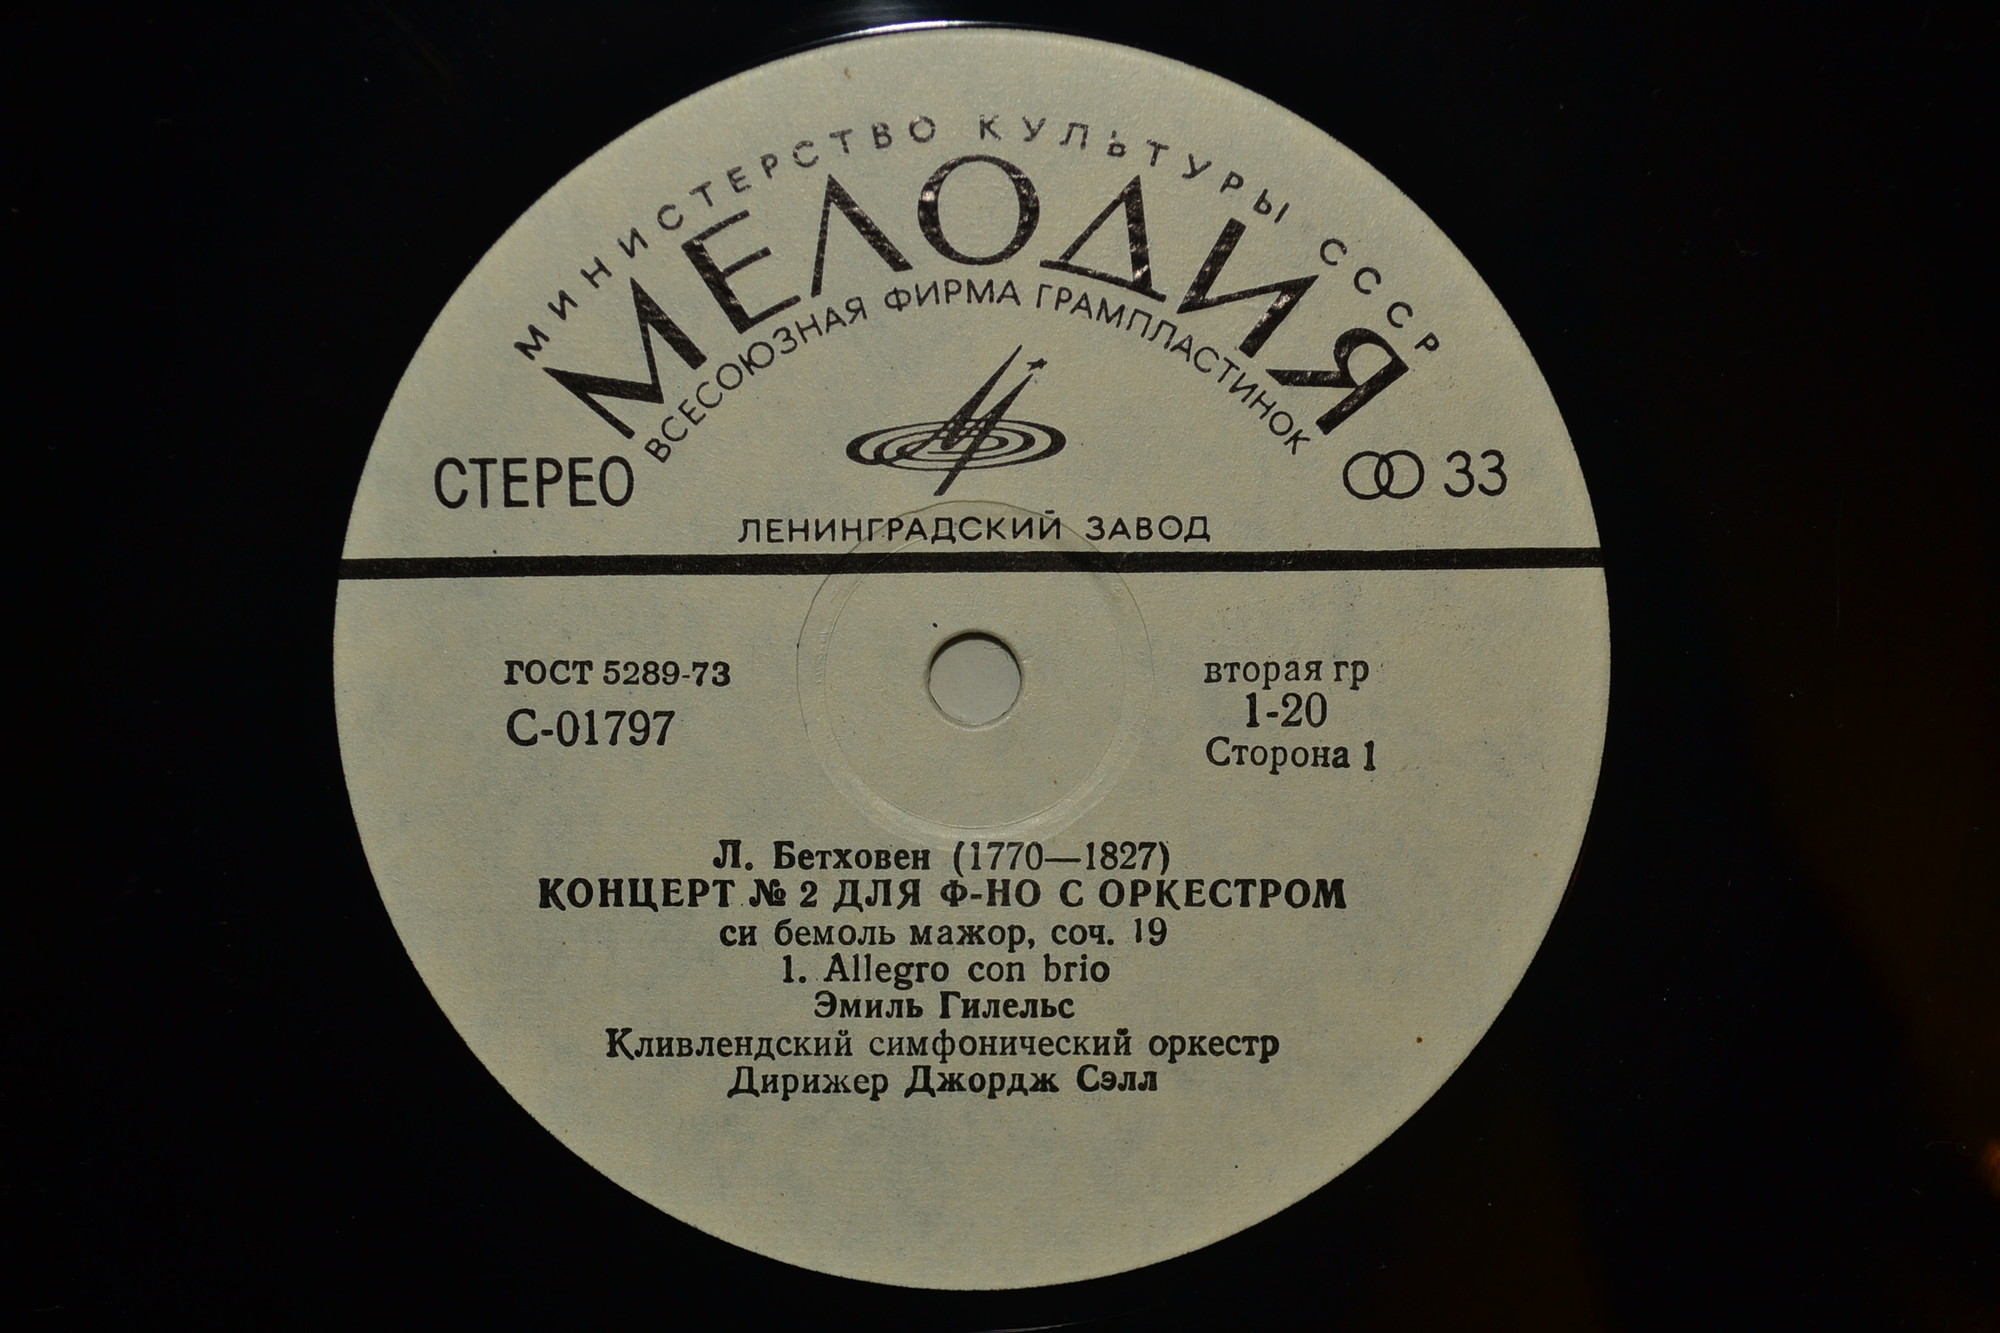 МИНИСТЕРСТВО КУЛЬТУРЫ СССР
МЕЛОДИЯ
ВСЕСОЮЗНАЯ ФИРМА ГРАМПЛАСТИНОК
СТЕРЕО
33
ЛЕНИНГРАДСКИЙ ЗАВОД
ГОСТ 5289-73
С-01797
вторая гр
1-20
Сторона 1
Л. Бетховен (1770—1827)
КОНЦЕРТ № 2 ДЛЯ Ф-НО С ОРКЕСТРОМ
си бемоль мажор, соч. 19
1. Allegro con brio
Эмиль Гилельс
Кливлендский симфонический оркестр
Дирижер Джордж Сэлл